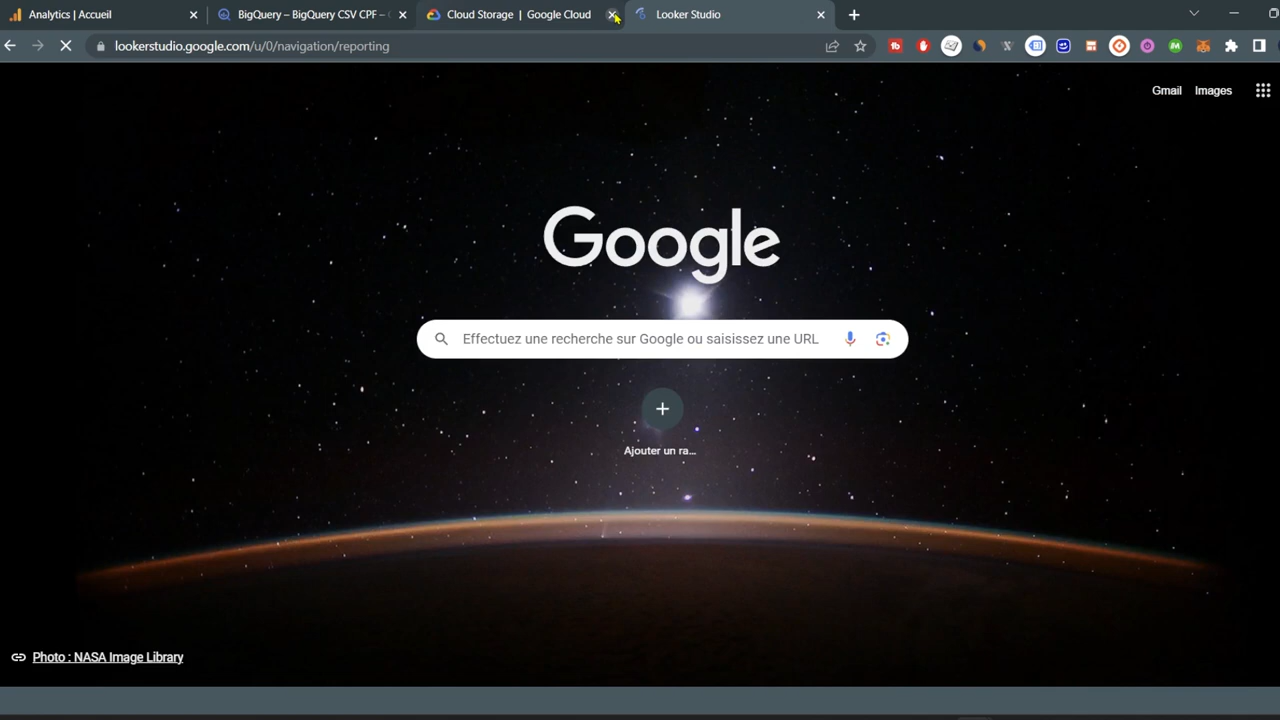 Analytics | Accueil
BigQuery – BigQuery CSV CPF –
Cloud Storage | Google Cloud
Looker Studio
lookerstudio.google.com/u/0/navigation/reporting
Gmail
Images
Google
Effectuez une recherche sur Google ou saisissez une URL
Ajouter un ra...
Photo : NASA Image Library